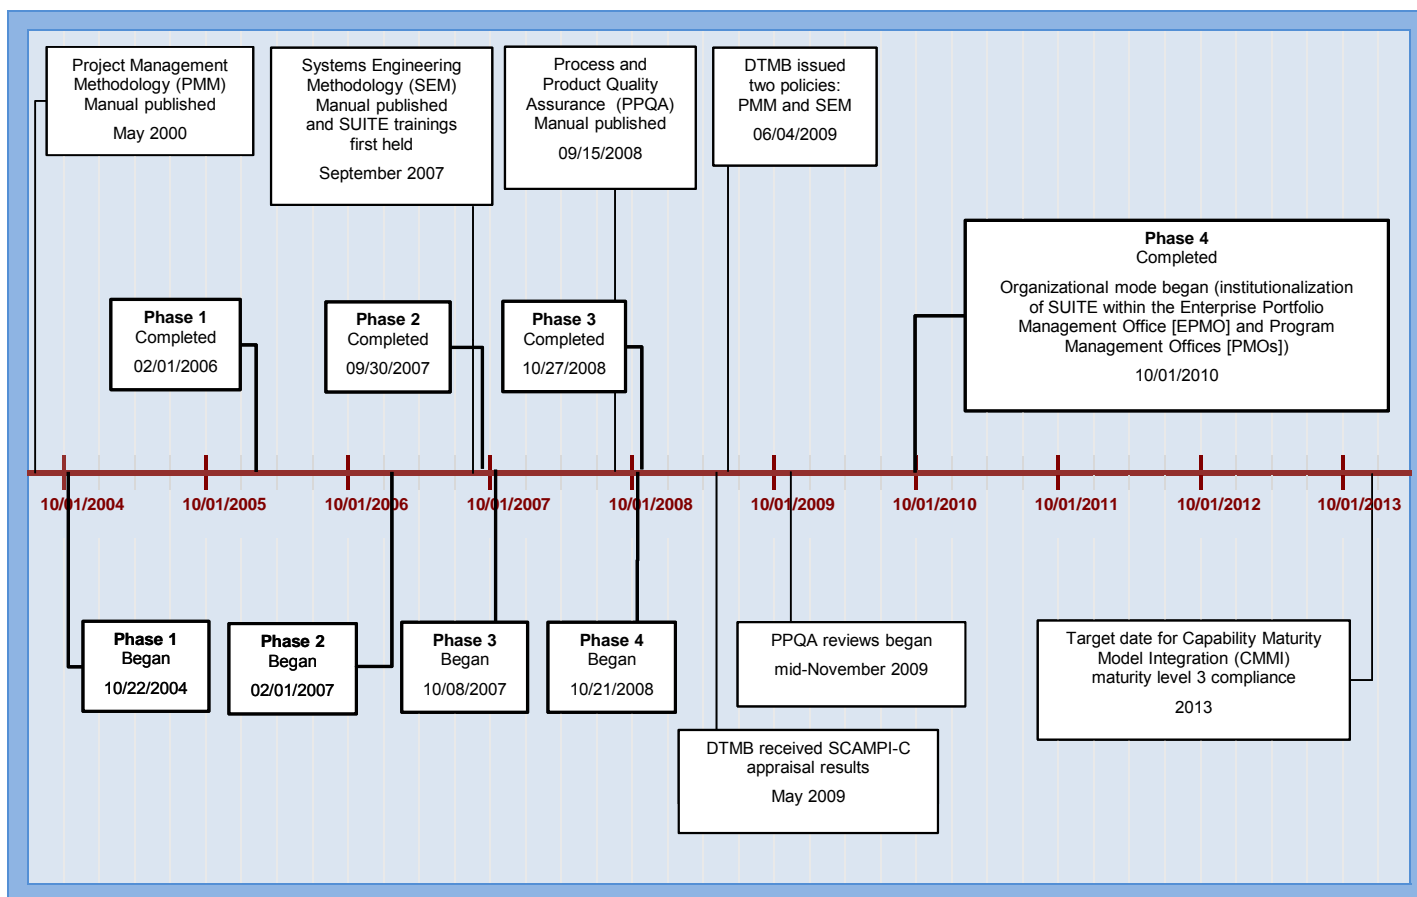 Project Management
Methodology (PMM)
Manual published
May 2000
Systems Engineering
Methodology (SEM)
Manual published
and SUITE trainings
first held
September 2007
Process and
Product Quality
Assurance (PPQA)
Manual published
09/15/2008
DTMB issued
two policies:
PMM and SEM
06/04/2009
Phase 4
Completed
Organizational mode began (institutionalization
of SUITE within the Enterprise Portfolio
Management Office [EPMO] and Program
Management Offices [PMOs])
10/01/2010
Phase 1
Completed
02/01/2006
Phase 2
Completed
09/30/2007
Phase 3
Completed
10/27/2008
10/01/2004
10/01/2005
10/01/2006
10/01/2007
10/01/2008
10/01/2009
10/01/2010
10/01/2011
10/01/2012
10/01/2013
Phase 1
Began
10/22/2004
Phase 2
Began
02/01/2007
Phase 3
Began
10/08/2007
Phase 4
Began
10/21/2008
PPQA reviews began
mid-November 2009
Target date for Capability Maturity
Model Integration (CMMI)
maturity level 3 compliance
2013
DTMB received SCAMPI-C
appraisal results
May 2009